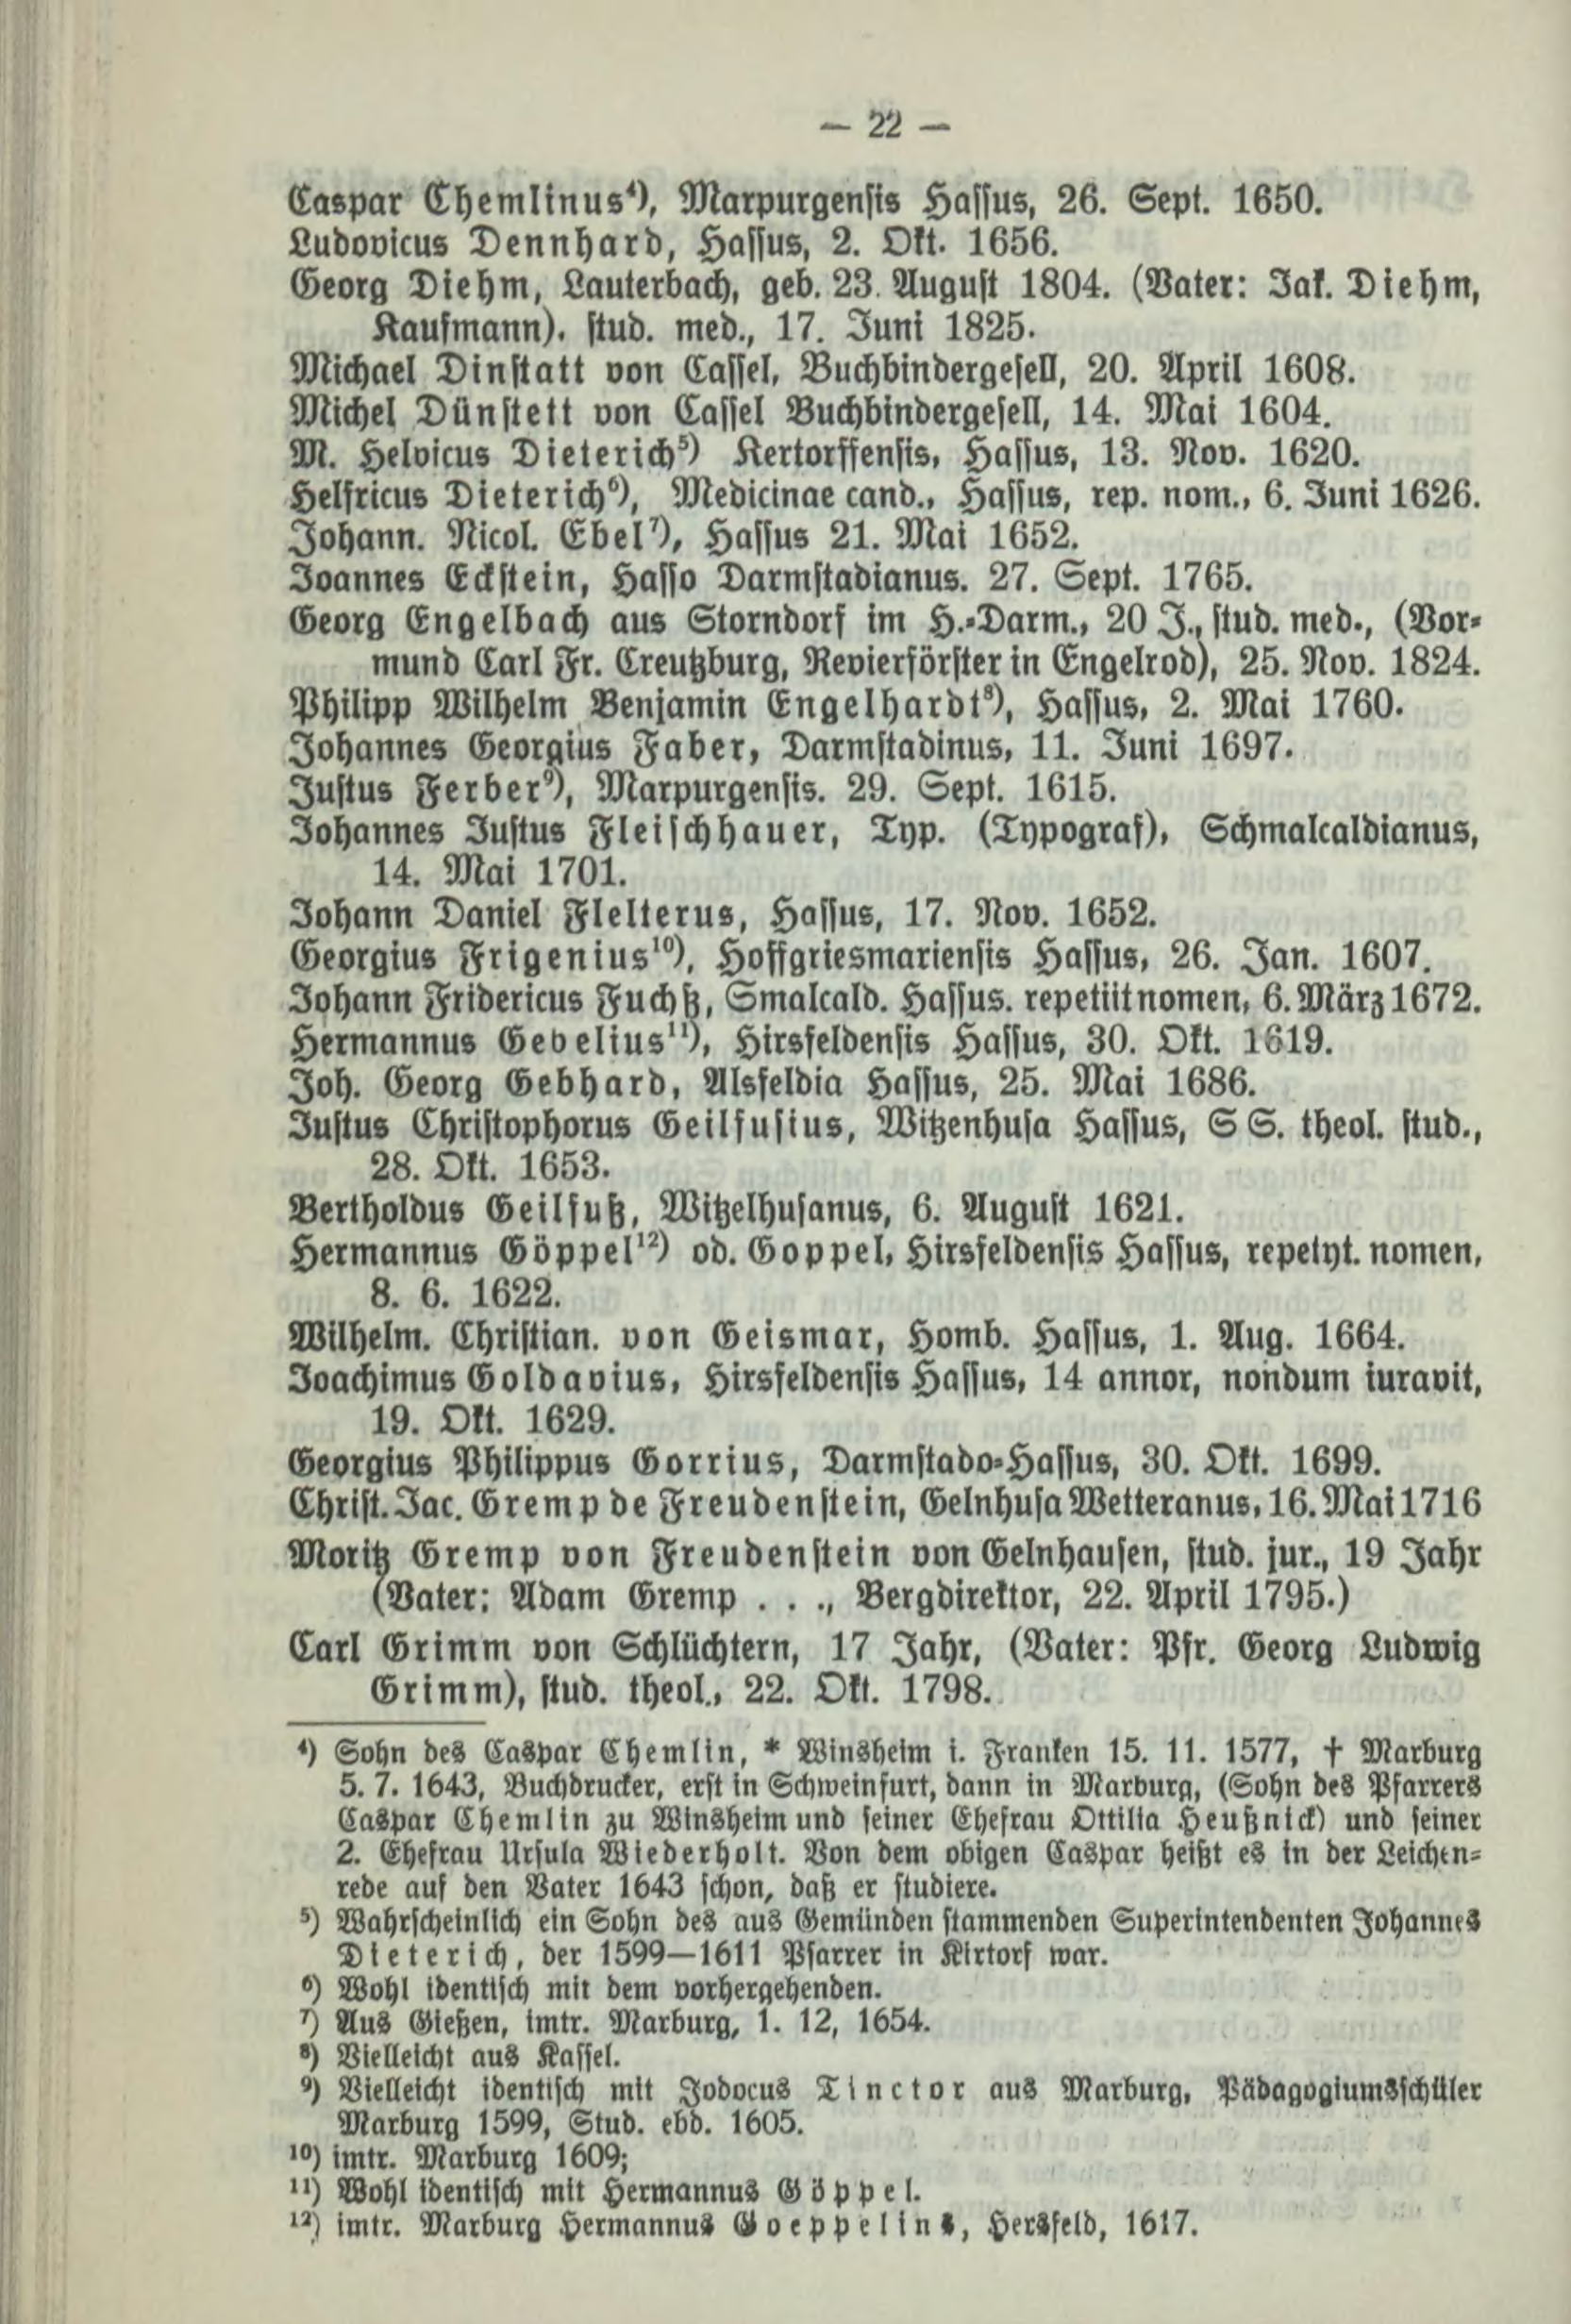 — 22 —
Caspar Chemlinus⁴), Marpurgensis Hassus, 26. Sept. 1650.
Ludovicus Dennhard, Hassus, 2. Okt. 1656.
Georg Diehm, Lauterbach, geb. 23. August 1804. (Vater: Jak. Diehm,
Kaufmann). stud. med., 17. Juni 1825.
Michael Dinstatt von Cassel, Buchbindergesell, 20. April 1608.
Michel Dünstett von Cassel Buchbindergesell, 14. Mai 1604.
M. Helvicus Dieterich⁵) Kertorffensis, Hassus, 13. Nov. 1620.
Helfricus Dieterich⁶), Medicinae cand., Hassus, rep. nom., 6. Juni 1626.
Johann. Nicol. Ebel⁷), Hassus 21. Mai 1652.
Joannes Eckstein, Hasso Darmstadianus. 27. Sept. 1765.
Georg Engelbach aus Storndorf im H.-Darm., 20 J., stud. med., (Vor-
mund Carl Fr. Creutzburg, Revierförster in Engelrod), 25. Nov. 1824.
Philipp Wilhelm Benjamin Engelhardt⁸), Hassus, 2. Mai 1760.
Johannes Georgius Faber, Darmstadinus, 11. Juni 1697.
Justus Ferber⁹), Marpurgensis. 29. Sept. 1615.
Johannes Justus Fleischhauer, Typ. (Typograf), Schmalcaldianus,
14. Mai 1701.
Johann Daniel Flelterus, Hassus, 17. Nov. 1652.
Georgius Frigenius¹⁰), Hoffgriesmariensis Hassus, 26. Jan. 1607.
Johann Fridericus Fuchß, Smalcald. Hassus. repetiit nomen, 6. März 1672.
Hermannus Gebelius¹¹), Hirsfeldensis Hassus, 30. Okt. 1619.
Joh. Georg Gebhard, Alsfeldia Hassus, 25. Mai 1686.
Justus Christophorus Geilfusius, Witzenhusa Hassus, S S. theol. stud.,
28. Okt. 1653.
Bertholdus Geilfuß, Witzelhusanus, 6. August 1621.
Hermannus Göppel¹²) od. Goppel, Hirsfeldensis Hassus, repetyt. nomen,
8. 6. 1622.
Wilhelm. Christian. von Geismar, Homb. Hassus, 1. Aug. 1664.
Joachimus Goldavius, Hirsfeldensis Hassus, 14 annor, nondum iuravit,
19. Okt. 1629.
Georgius Philippus Gorrius, Darmstado-Hassus, 30. Okt. 1699.
Christ. Jac. Gremp de Freudenstein, Gelnhusa Wetteranus, 16. Mai 1716
Moritz Gremp von Freudenstein von Gelnhausen, stud. jur., 19 Jahr
(Vater: Adam Gremp . . ., Bergdirektor, 22. April 1795.)
Carl Grimm von Schlüchtern, 17 Jahr, (Vater: Pfr. Georg Ludwig
Grimm), stud. theol., 22. Okt. 1798.
⁴) Sohn des Caspar Chemlin, * Winsheim i. Franken 15. 11. 1577, † Marburg
5. 7. 1643, Buchdrucker, erst in Schweinfurt, dann in Marburg, (Sohn des Pfarrers
Caspar Chemlin zu Winsheim und seiner Ehefrau Ottilia Heußnick) und seiner
2. Ehefrau Ursula Wiederholt. Von dem obigen Caspar heißt es in der Leichen-
rede auf den Vater 1643 schon, daß er studiere.
⁵) Wahrscheinlich ein Sohn des aus Gemünden stammenden Superintendenten Johannes
Dieterich, der 1599—1611 Pfarrer in Kirtorf war.
⁶) Wohl identisch mit dem vorhergehenden.
⁷) Aus Gießen, imtr. Marburg, 1. 12, 1654.
⁸) Vielleicht aus Kassel.
⁹) Vielleicht identisch mit Jodocus Tinctor aus Marburg, Pädagogiumsschüler
Marburg 1599, Stud. ebd. 1605.
¹⁰) imtr. Marburg 1609;
¹¹) Wohl identisch mit Hermannus Göppel.
¹²) imtr. Marburg Hermannus Goeppelins, Hersfeld, 1617.